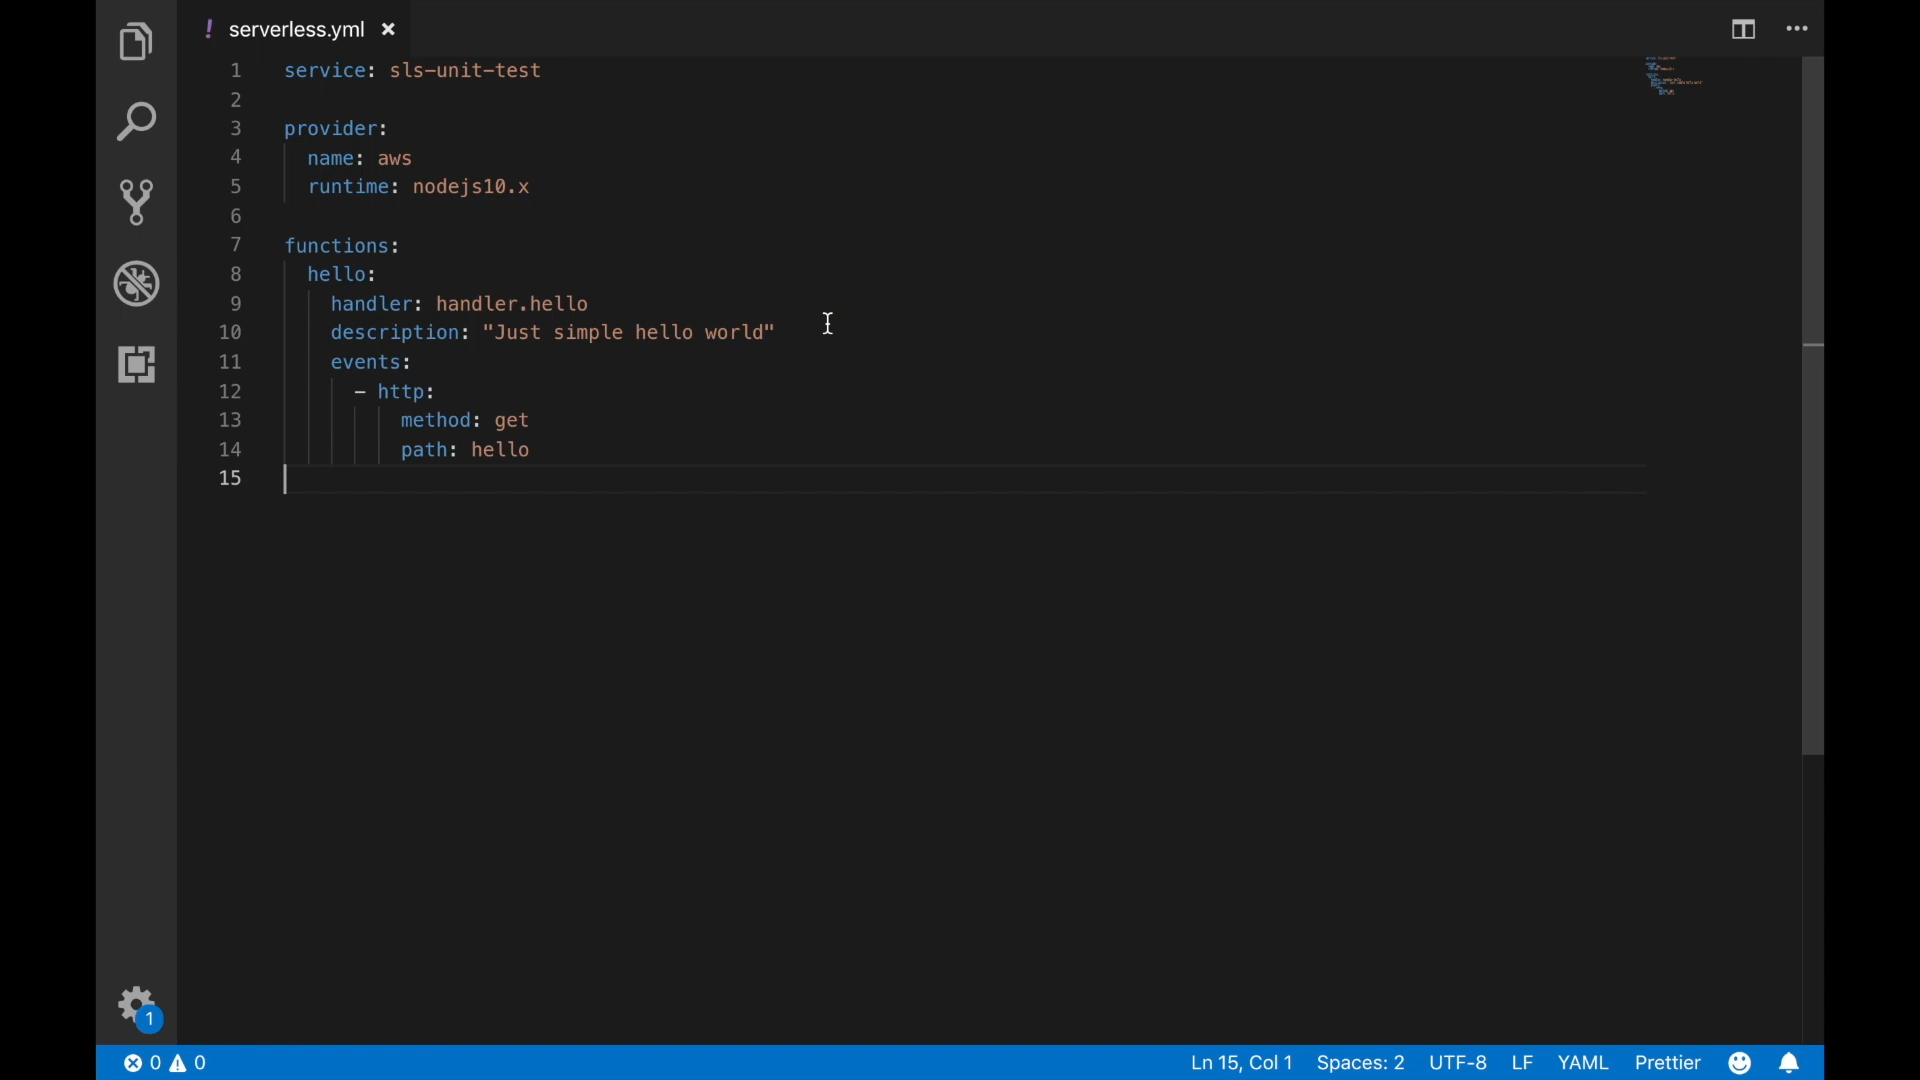 ! serverless.yml ×
1 service: sls-unit-test
2
3 provider:
4   name: aws
5   runtime: nodejs10.x
6
7 functions:
8   hello:
9     handler: handler.hello
10     description: "Just simple hello world"
11     events:
12       - http:
13           method: get
14           path: hello
15
1
0 0 Ln 15, Col 1 Spaces: 2 UTF-8 LF YAML Prettier